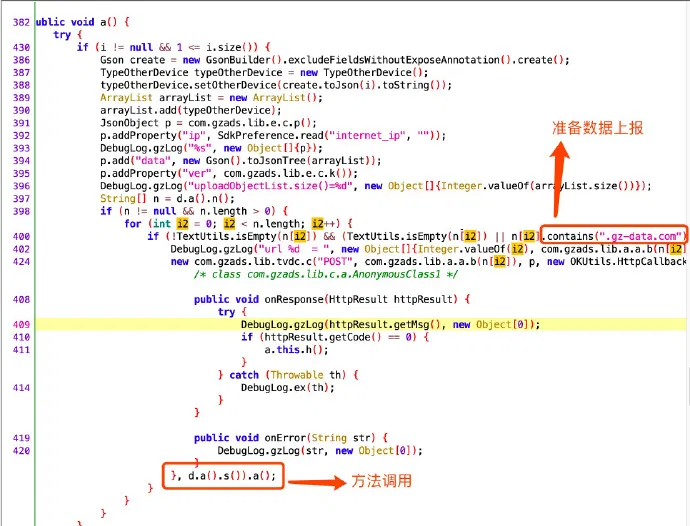 382 ublic void a() {
try {
430 if (i != null && 1 <= i.size()) {
386 Gson create = new GsonBuilder().excludeFieldsWithoutExposeAnnotation().create();
387 TypeOtherDevice typeOtherDevice = new TypeOtherDevice();
388 typeOtherDevice.setOtherDevice(create.toJson(i).toString());
389 ArrayList arrayList = new ArrayList();
390 arrayList.add(typeOtherDevice);
391 JsonObject p = com.gzads.lib.e.c.p();
准备数据上报
392 p.addProperty("ip", SdkPreference.read("internet_ip", ""));
393 DebugLog.gzLog("%s", new Object[]{p});
394 p.add("data", new Gson().toJsonTree(arrayList));
395 p.addProperty("ver", com.gzads.lib.e.c.k());
396 DebugLog.gzLog("uploadObjectList.size()=%d", new Object[]{Integer.valueOf(arrayList.size())});
397 String[] n = d.a().n();
398 if (n != null && n.length > 0) {
for (int i2 = 0; i2 < n.length; i2++) {
400 if (!TextUtils.isEmpty(n[i2]) && (TextUtils.isEmpty(n[i2]) || n[i2].contains(".gz-data.com")
402 DebugLog.gzLog("url %d = ", new Object[]{Integer.valueOf(i2), com.gzads.lib.a.a.b(n[i2]
424 new com.gzads.lib.tvdc.c("POST", com.gzads.lib.a.a.b(n[i2]), p, new OKUtils.HttpCallback
/* class com.gzads.lib.c.a.AnonymousClass1 */
408 public void onResponse(HttpResult httpResult) {
try {
409 DebugLog.gzLog(httpResult.getMsg(), new Object[0]);
410 if (httpResult.getCode() == 0) {
411 a.this.h();
}
} catch (Throwable th) {
414 DebugLog.ex(th);
}
}
419 public void onError(String str) {
420 DebugLog.gzLog(str, new Object[0]);
}
}, d.a().s()).a(); 方法调用
}
}
}
}